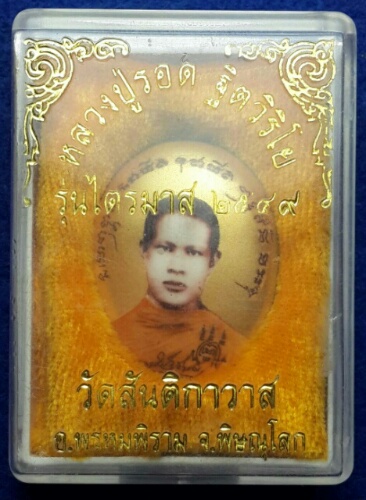 หลวงปู่รอด ฐิตวิริโย
รุ่นไตรมาส ๒๕๔๙
วัดสันติกาวาส
อ.พรหมพิราม จ.พิษณุโลก